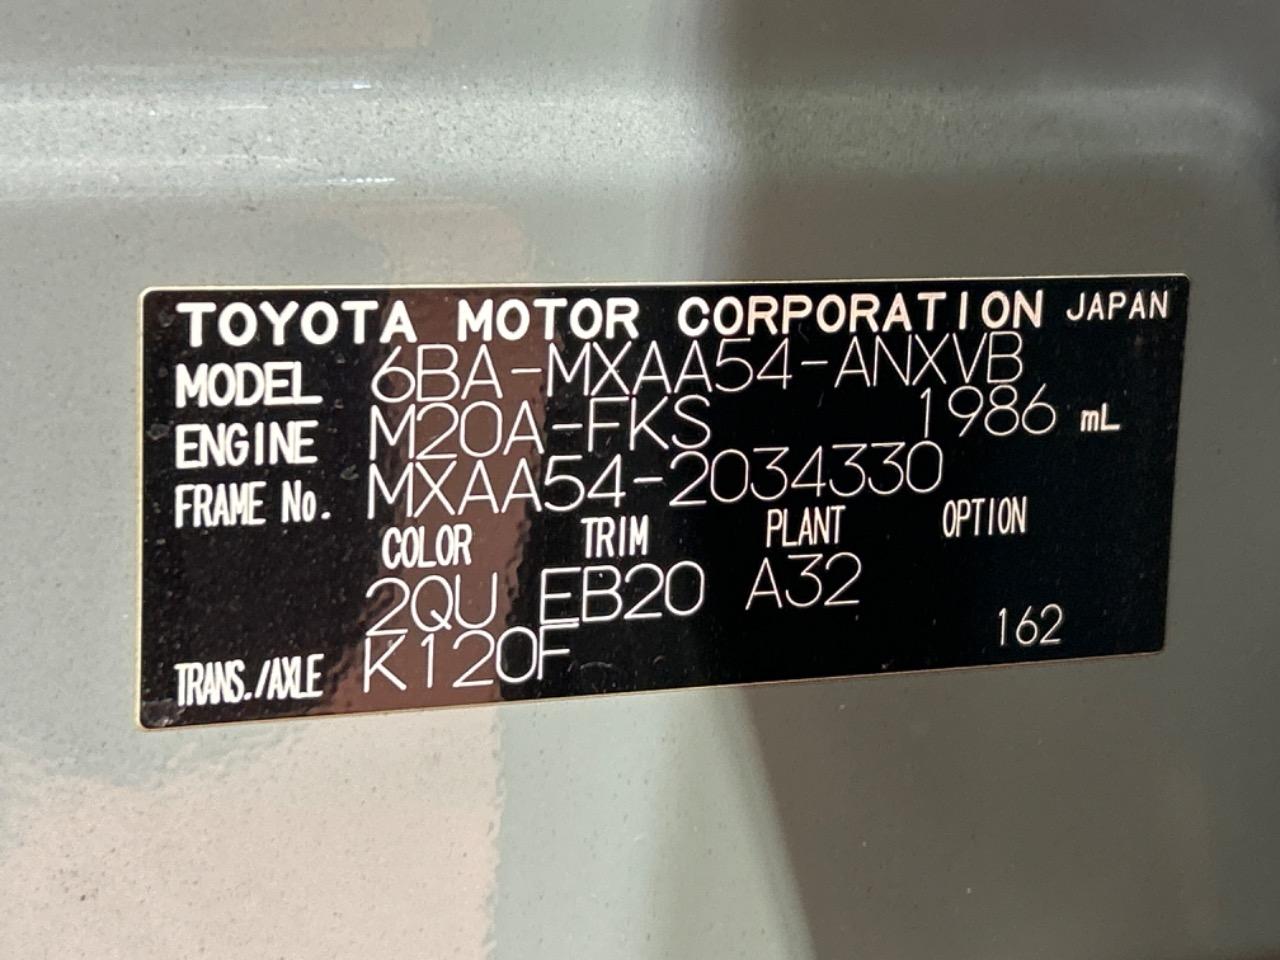 TOYOTA MOTOR CORPORATION JAPAN
MODEL 6BA-MXAA54-ANXVB
ENGINE M20A-FKS 1986 mL
FRAME No. MXAA54-2034330
COLOR TRIM PLANT OPTION
2QU EB20 A32
TRANS./AXLE K120F 162